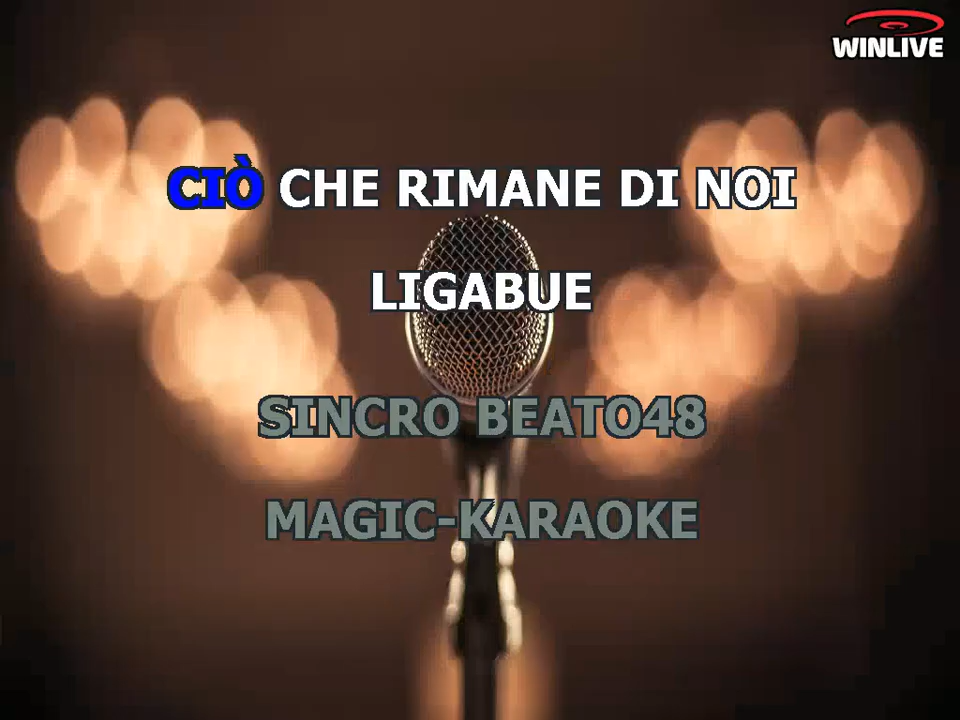 WINLIVE
CIÒ CHE RIMANE DI NOI
LIGABUE
SINCRO BEATO48
MAGIC-KARAOKE